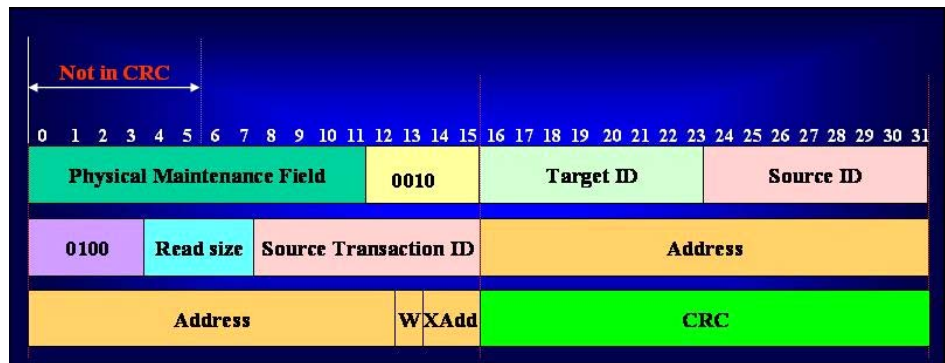 Not in CRC
0 1 2 3 4 5 6 7 8 9 10 11 12 13 14 15 16 17 18 19 20 21 22 23 24 25 26 27 28 29 30 31
Physical Maintenance Field 0010 Target ID Source ID
0100 Read size Source Transaction ID Address
Address W XAdd CRC